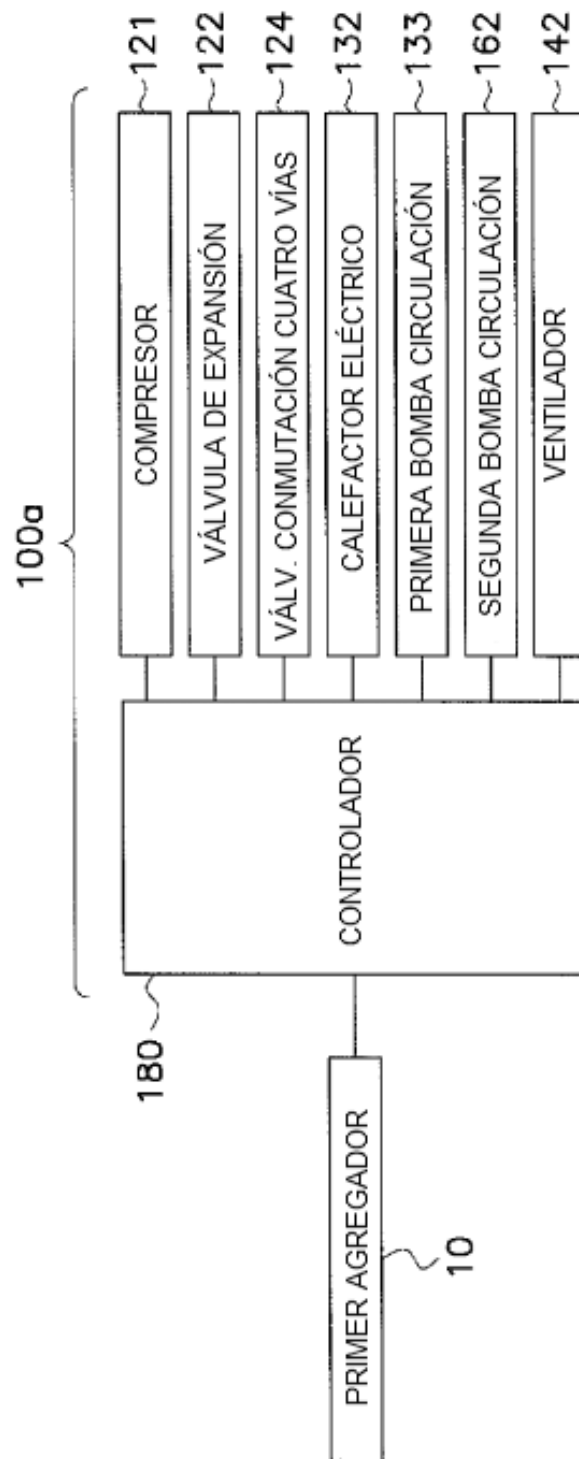 100a
COMPRESOR
121
VÁLVULA DE EXPANSIÓN
122
VÁLV. CONMUTACIÓN CUATRO VÍAS
124
CALEFACTOR ELÉCTRICO
132
PRIMERA BOMBA CIRCULACIÓN
133
SEGUNDA BOMBA CIRCULACIÓN
162
VENTILADOR
142
CONTROLADOR
180
PRIMER AGREGADOR
10